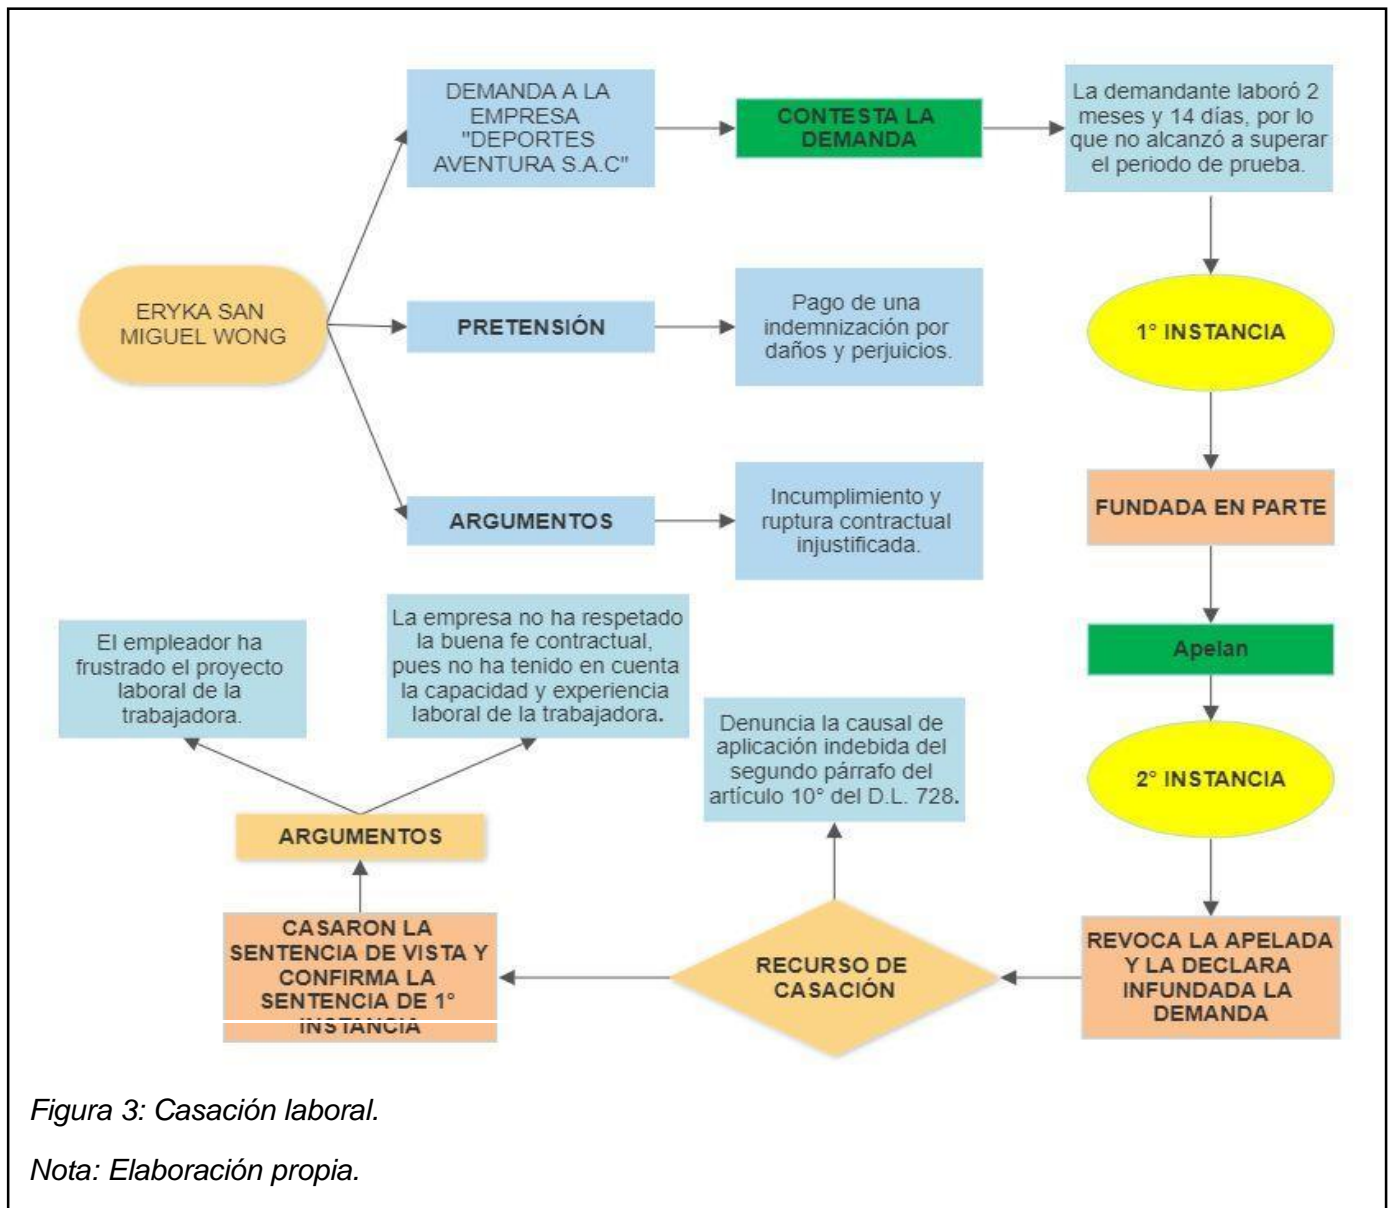 ERYKA SAN
MIGUEL WONG
DEMANDA A LA
EMPRESA
"DEPORTES
AVENTURA S.A.C"
CONTESTA LA
DEMANDA
La demandante laboró 2
meses y 14 días, por lo
que no alcanzó a superar
el periodo de prueba.
PRETENSIÓN
Pago de una
indemnización por
daños y perjuicios.
ARGUMENTOS
Incumplimiento y
ruptura contractual
injustificada.
1° INSTANCIA
FUNDADA EN PARTE
Apelan
2° INSTANCIA
REVOCA LA APELADA
Y LA DECLARA
INFUNDADA LA
DEMANDA
RECURSO DE
CASACIÓN
Denuncia la causal de
aplicación indebida del
segundo párrafo del
artículo 10° del D.L. 728.
CASARON LA
SENTENCIA DE VISTA Y
CONFIRMA LA
SENTENCIA DE 1°
INSTANCIA
ARGUMENTOS
El empleador ha
frustrado el proyecto
laboral de la
trabajadora.
La empresa no ha respetado
la buena fe contractual,
pues no ha tenido en cuenta
la capacidad y experiencia
laboral de la trabajadora.
Figura 3: Casación laboral.
Nota: Elaboración propia.